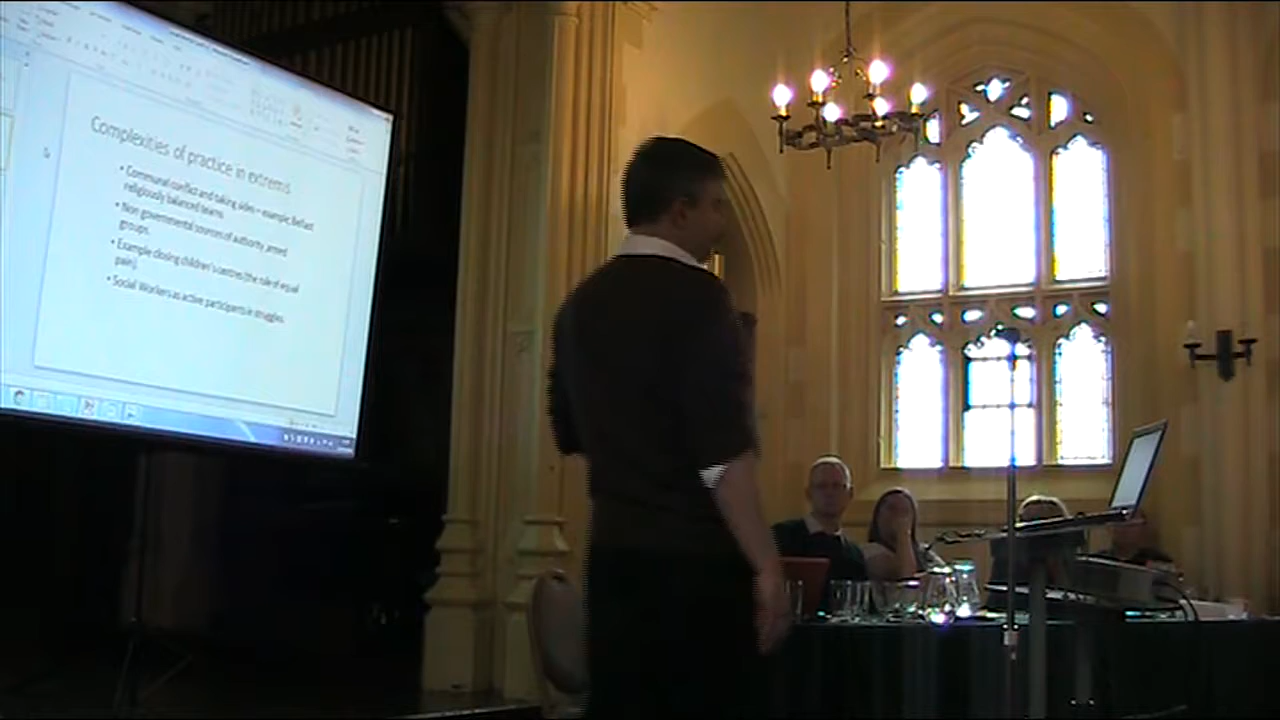 Complexities of practice in extremis
• Communal conflict and taking sides – example, Belfast
religiously balanced teams.
• Non governmental sources of authority ,armed
groups.
• Example closing children's centres (the rule of equal
pain).
• Social Workers as active participants in struggles.